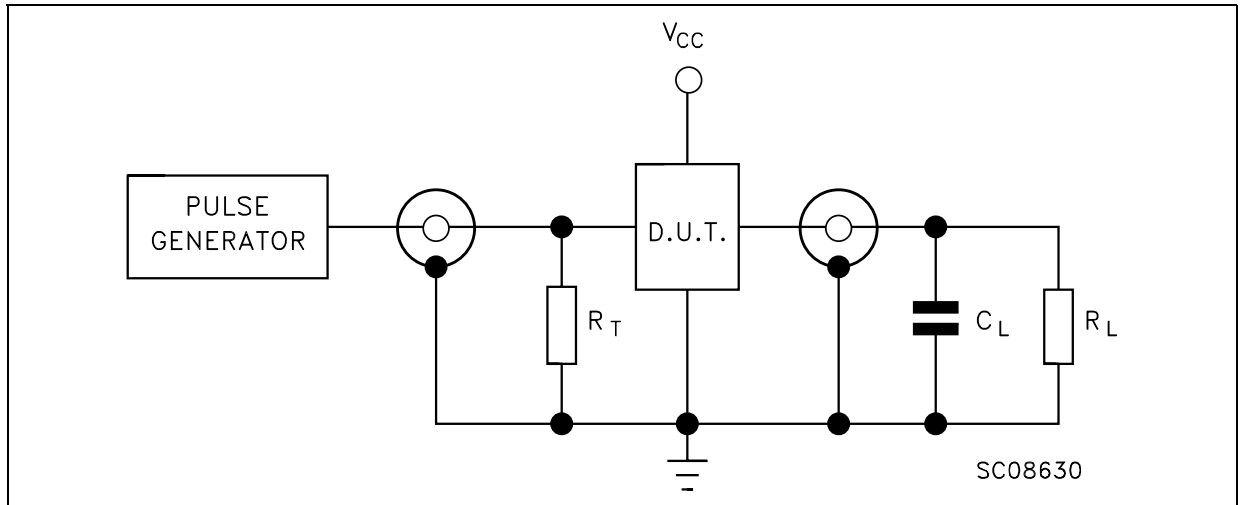 VCC
PULSE
GENERATOR
D.U.T.
RT
CL
RL
SC08630